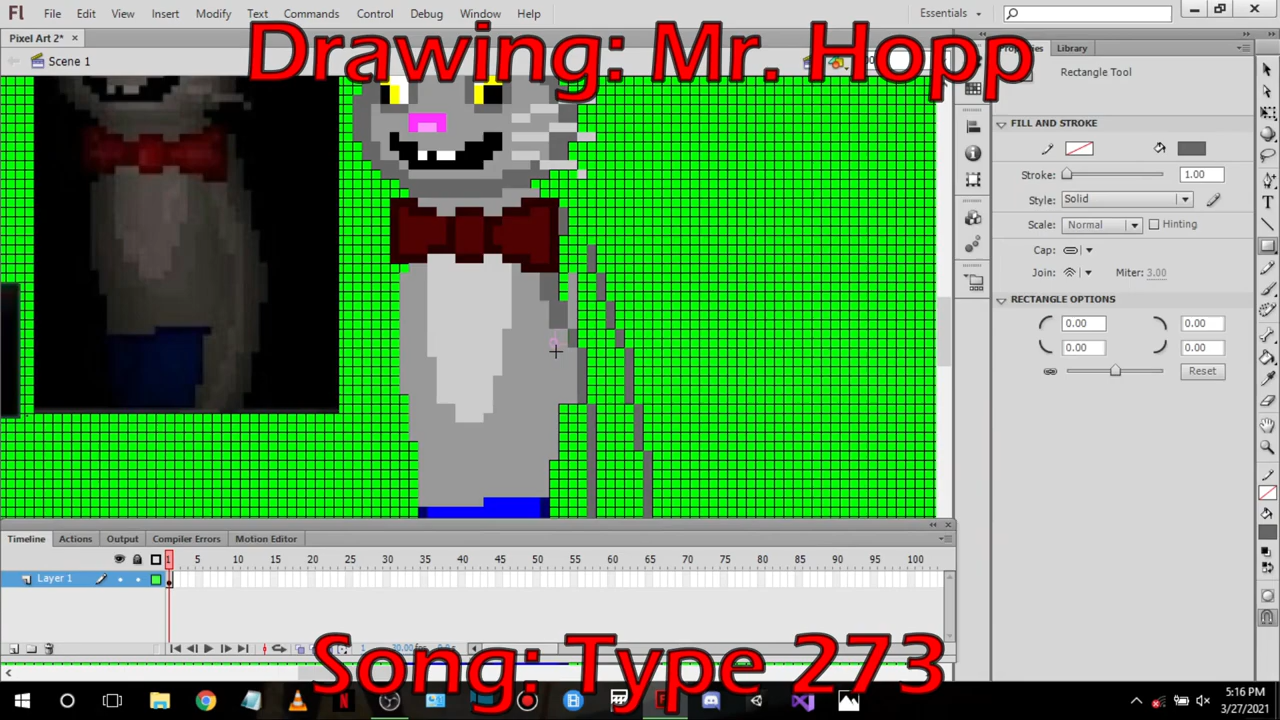 Fl File Edit View Insert Modify Text Commands Control Debug Window Help Essentials
Drawing: Mr. Hopp
Pixel Art 2* ×
Scene 1
Properties Library
Rectangle Tool
FILL AND STROKE
Stroke: 1.00
Style: Solid
Scale: Normal Hinting
Cap:
Join: Miter: 3.00
RECTANGLE OPTIONS
0.00 0.00
0.00 0.00
Reset
Timeline Actions Output Compiler Errors Motion Editor
1 5 10 15 20 25 30 35 40 45 50 55 60 65 70 75 80 85 90 95 100
Layer 1
Song: Type 273
5:16 PM
3/27/2021